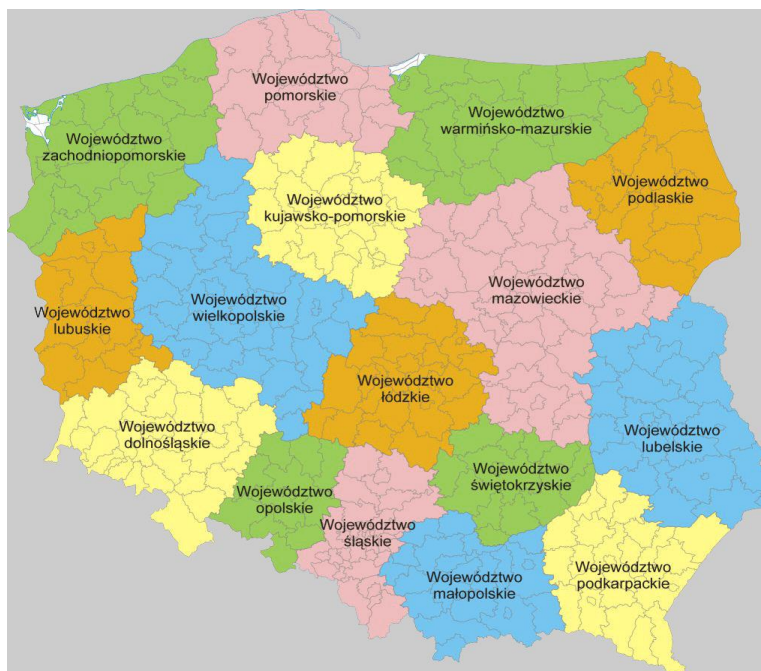 Województwo
pomorskie
Województwo
zachodniopomorskie
Województwo
warmińsko-mazurskie
Województwo
podlaskie
Województwo
kujawsko-pomorskie
Województwo
mazowieckie
Województwo
wielkopolskie
Województwo
lubuskie
Województwo
łódzkie
Województwo
lubelskie
Województwo
dolnośląskie
Województwo
świętokrzyskie
Województwo
opolskie
Województwo
śląskie
Województwo
małopolskie
Województwo
podkarpackie